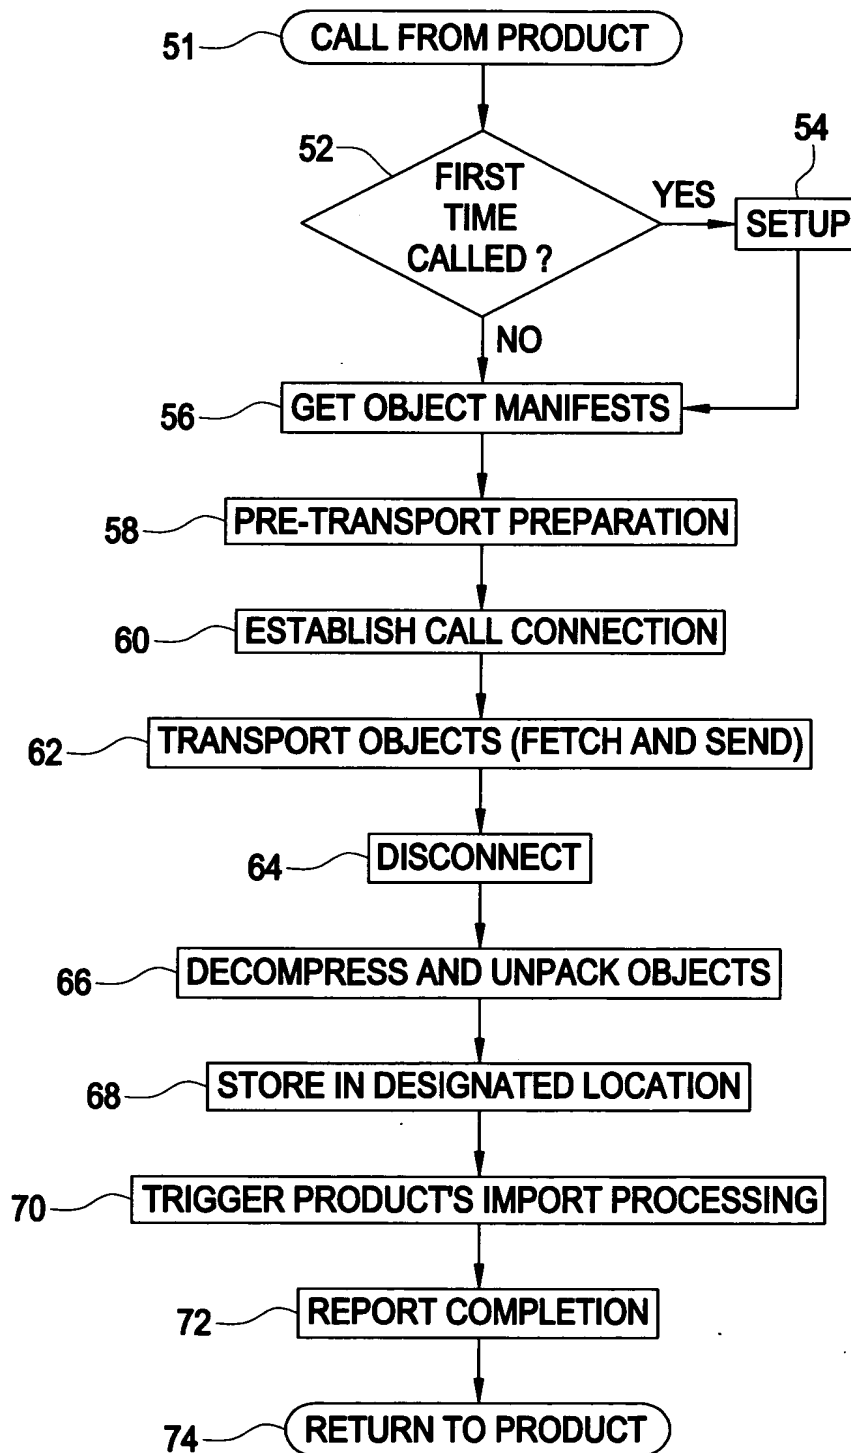 51
CALL FROM PRODUCT
52
FIRST
TIME
CALLED ?
YES
54
SETUP
NO
56
GET OBJECT MANIFESTS
58
PRE-TRANSPORT PREPARATION
60
ESTABLISH CALL CONNECTION
62
TRANSPORT OBJECTS (FETCH AND SEND)
64
DISCONNECT
66
DECOMPRESS AND UNPACK OBJECTS
68
STORE IN DESIGNATED LOCATION
70
TRIGGER PRODUCT'S IMPORT PROCESSING
72
REPORT COMPLETION
74
RETURN TO PRODUCT